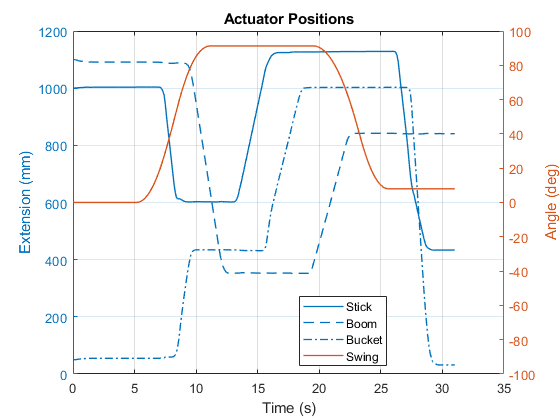 Actuator Positions
Extension (mm)
1200
1000
800
600
400
200
0
100
80
60
40
20
0
-20
-40
-60
-80
-100
Angle (deg)
Stick
Boom
Bucket
Swing
0 5 10 15 20 25 30 35
Time (s)